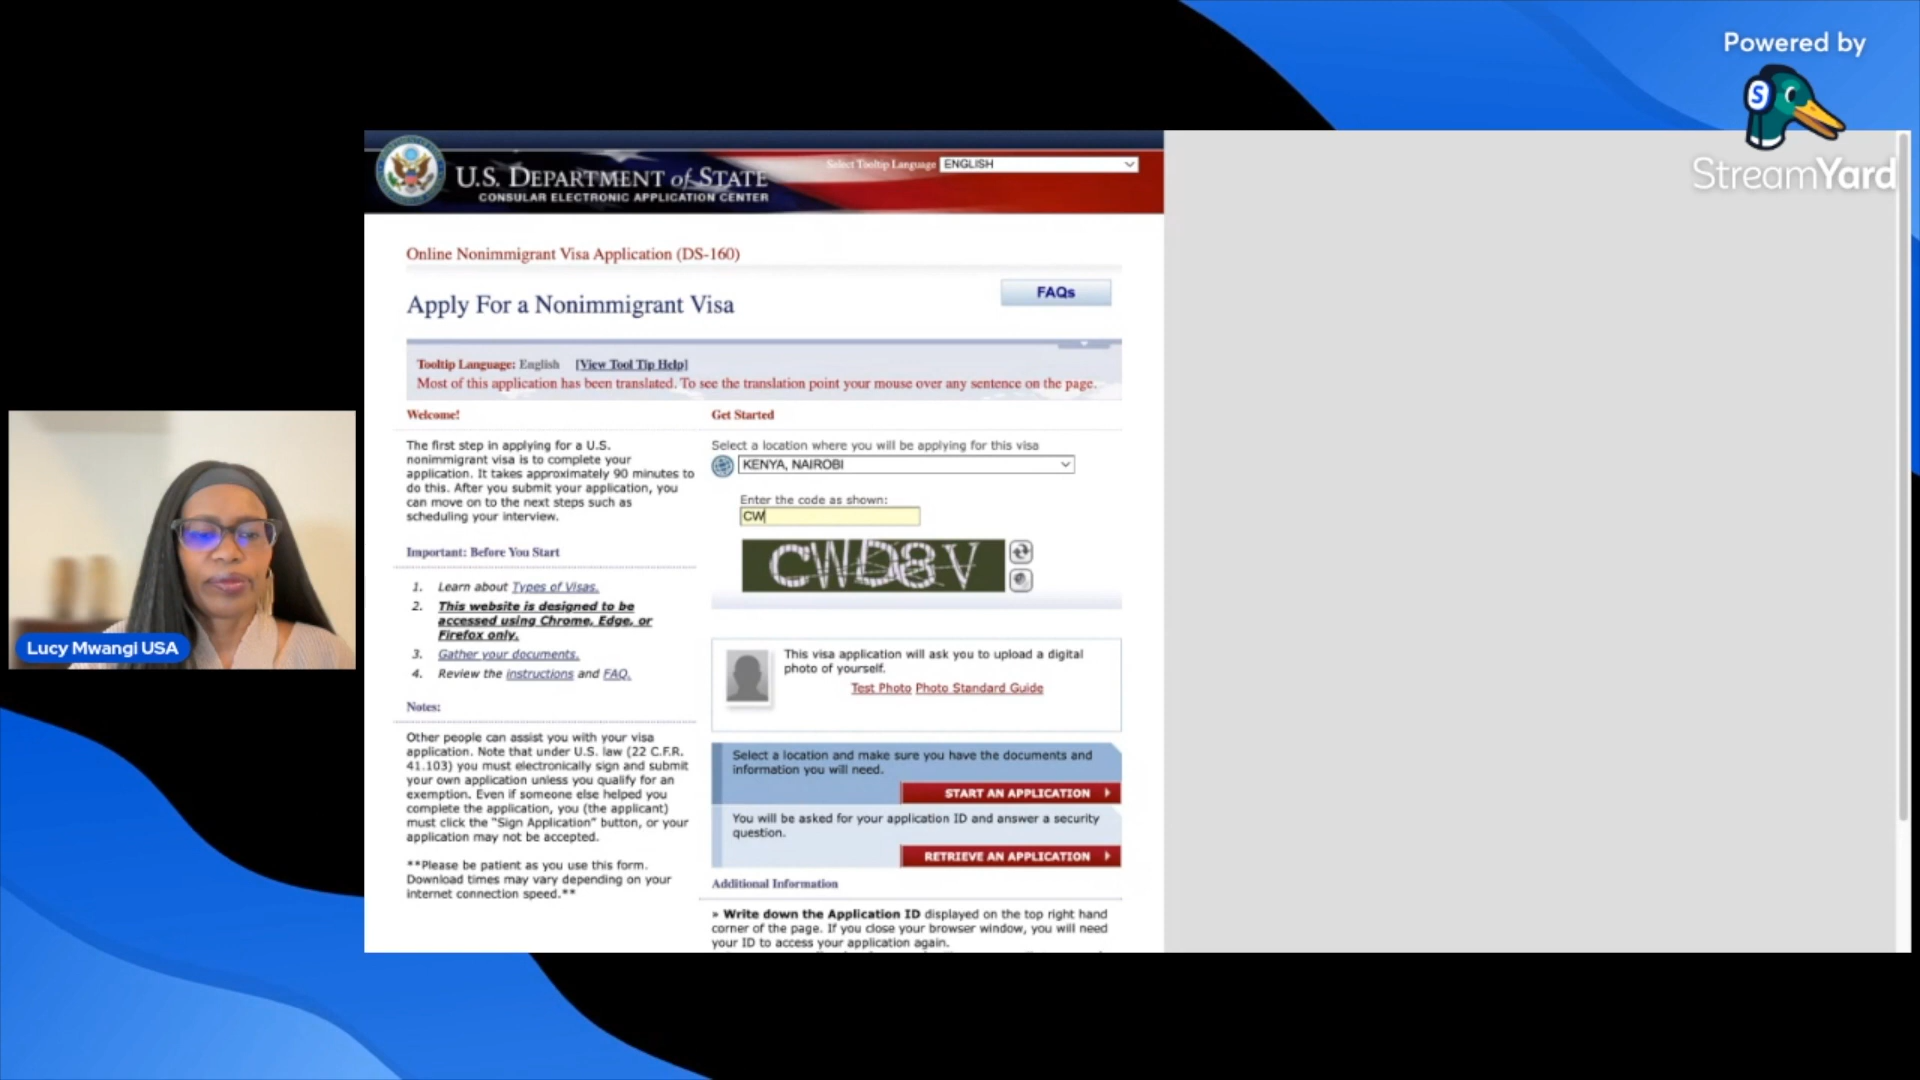 Powered by
StreamYard
U.S. DEPARTMENT of STATE
CONSULAR ELECTRONIC APPLICATION CENTER
Select Tooltip Language ENGLISH
Online Nonimmigrant Visa Application (DS-160)
Apply For a Nonimmigrant Visa
FAQs
Tooltip Language: English [View Tool Tip Help]
Most of this application has been translated. To see the translation point your mouse over any sentence on the page.
Welcome!
The first step in applying for a U.S.
nonimmigrant visa is to complete your
application. It takes approximately 90 minutes to
do this. After you submit your application, you
can move on to the next steps such as
scheduling your interview.
Important: Before You Start
1. Learn about Types of Visas.
2. This website is designed to be
accessed using Chrome, Edge, or
Firefox only.
3. Gather your documents.
4. Review the instructions and FAQ.
Notes:
Other people can assist you with your visa
application. Note that under U.S. law (22 C.F.R.
41.103) you must electronically sign and submit
your own application unless you qualify for an
exemption. Even if someone else helped you
complete the application, you (the applicant)
must click the "Sign Application" button, or your
application may not be accepted.
**Please be patient as you use this form.
Download times may vary depending on your
internet connection speed.**
Get Started
Select a location where you will be applying for this visa
KENYA, NAIROBI
Enter the code as shown:
CW
CWD8V
This visa application will ask you to upload a digital
photo of yourself.
Test Photo Photo Standard Guide
Select a location and make sure you have the documents and
information you will need.
START AN APPLICATION
You will be asked for your application ID and answer a security
question.
RETRIEVE AN APPLICATION
Additional Information
» Write down the Application ID displayed on the top right hand
corner of the page. If you close your browser window, you will need
your ID to access your application again.
Lucy Mwangi USA